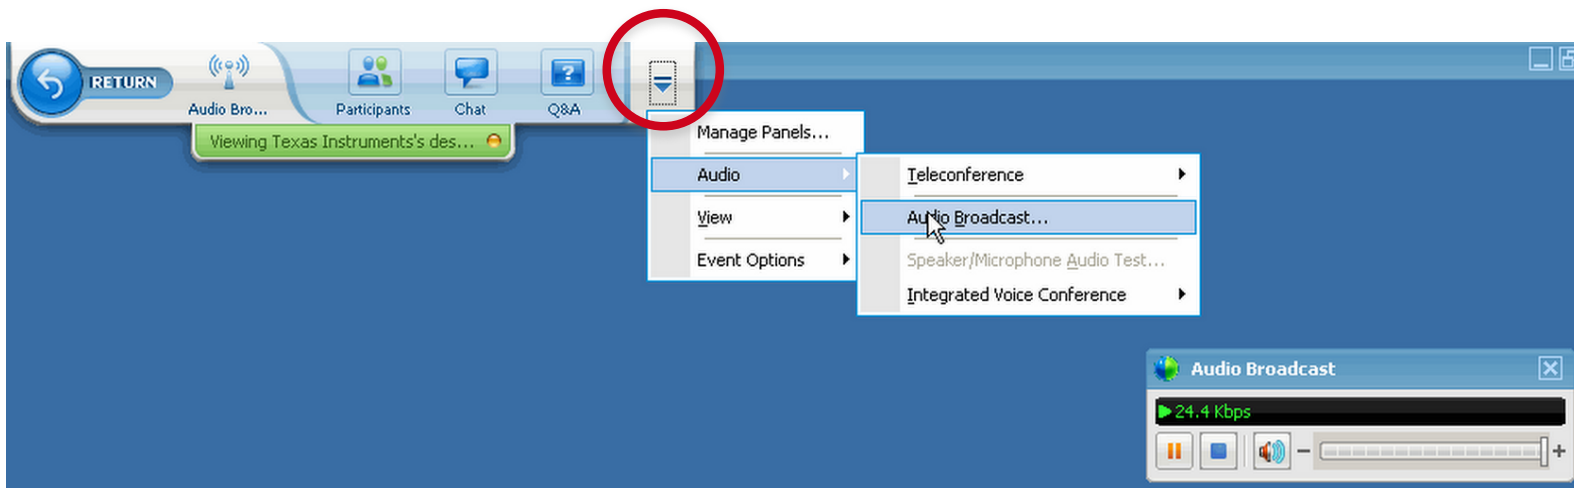 RETURN
Audio Bro...
Participants
Chat
Q&A
Viewing Texas Instruments's des...
Manage Panels...
Audio
View
Event Options
Teleconference
Audio Broadcast...
Speaker/Microphone Audio Test...
Integrated Voice Conference
Audio Broadcast
24.4 Kbps